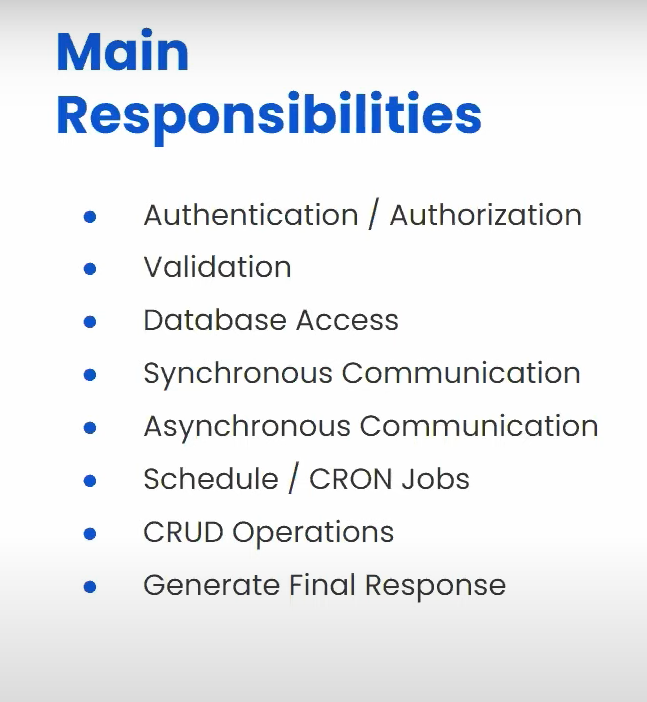 Main
Responsibilities
Authentication / Authorization
Validation
Database Access
Synchronous Communication
Asynchronous Communication
Schedule / CRON Jobs
CRUD Operations
Generate Final Response